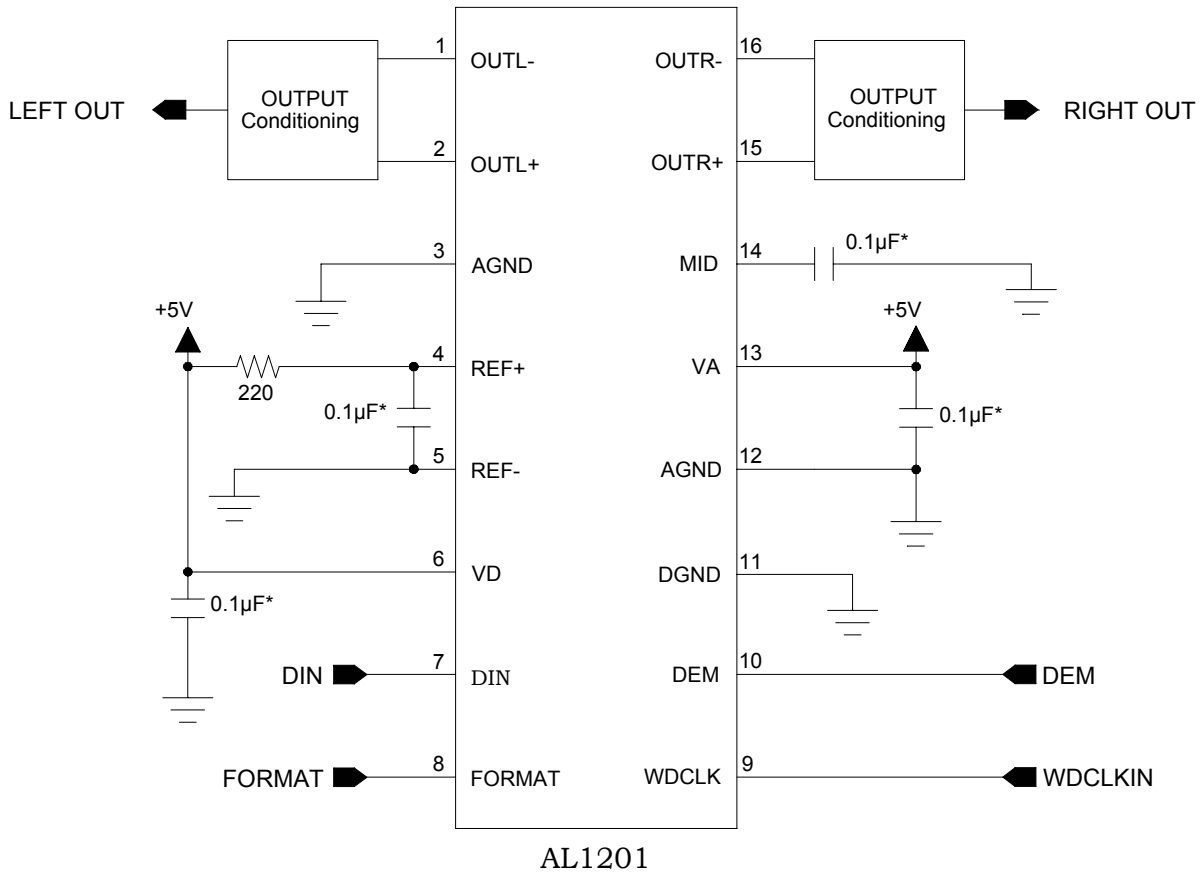 1
OUTL-
OUTR-
16
LEFT OUT
OUTPUT
Conditioning
OUTPUT
Conditioning
RIGHT OUT
2
OUTL+
OUTR+
15
3
AGND
MID
14
0.1µF*
+5V
220
4
REF+
0.1µF*
VA
13
+5V
0.1µF*
5
REF-
AGND
12
6
VD
0.1µF*
DGND
11
DIN
7
DIN
DEM
10
DEM
FORMAT
8
FORMAT
WDCLK
9
WDCLKIN
AL1201